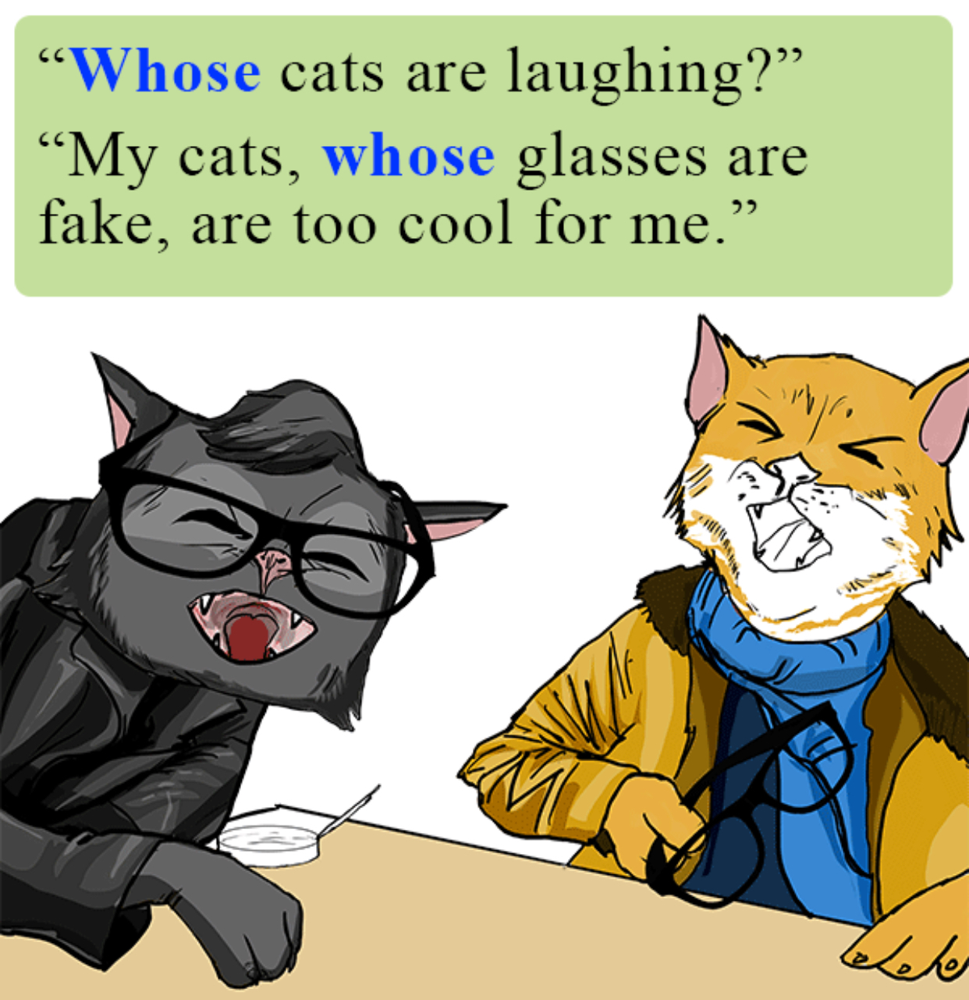 “Whose cats are laughing?”
“My cats, whose glasses are
fake, are too cool for me.”